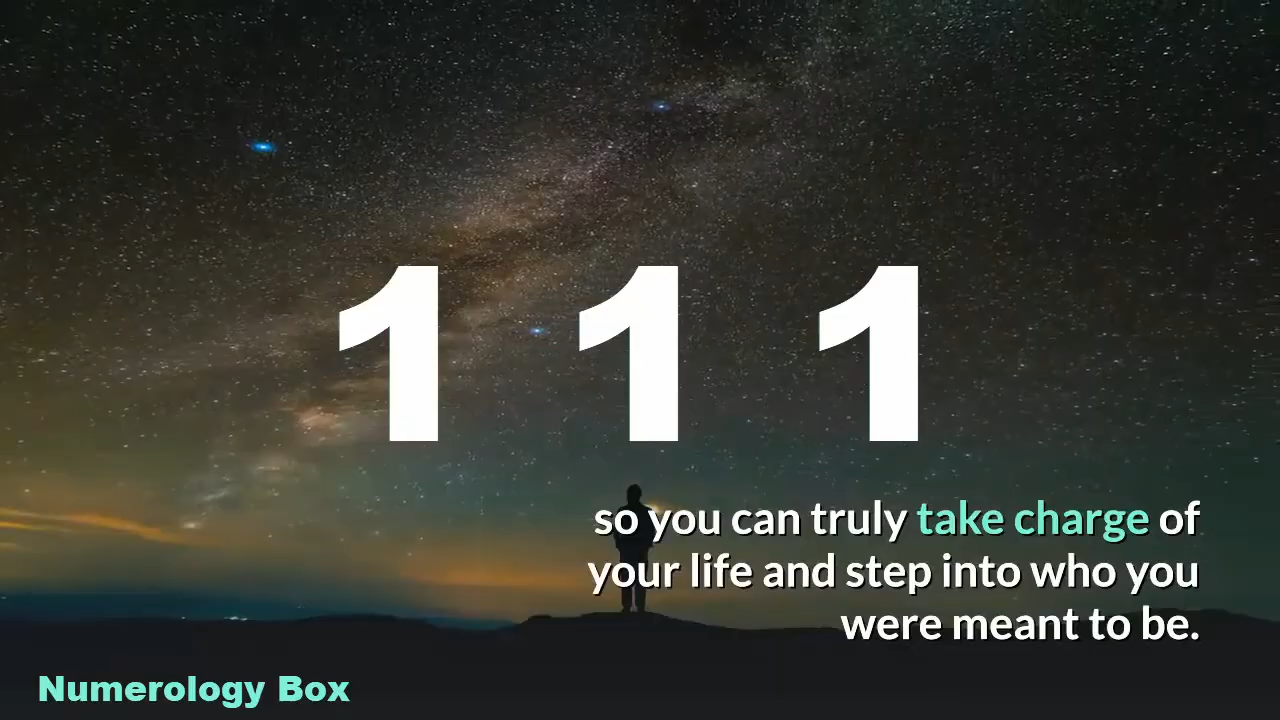 1 1 1
so you can truly take charge of
your life and step into who you
were meant to be.
Numerology Box